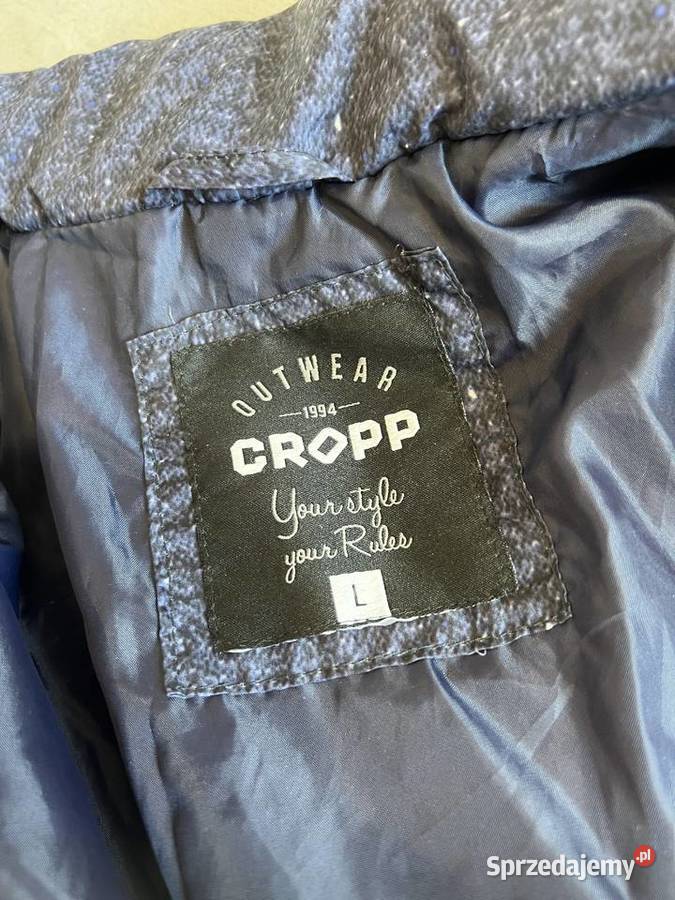 OUTWEAR
1994
CROPP
Your style
your Rules
L
Sprzedajemy.pl